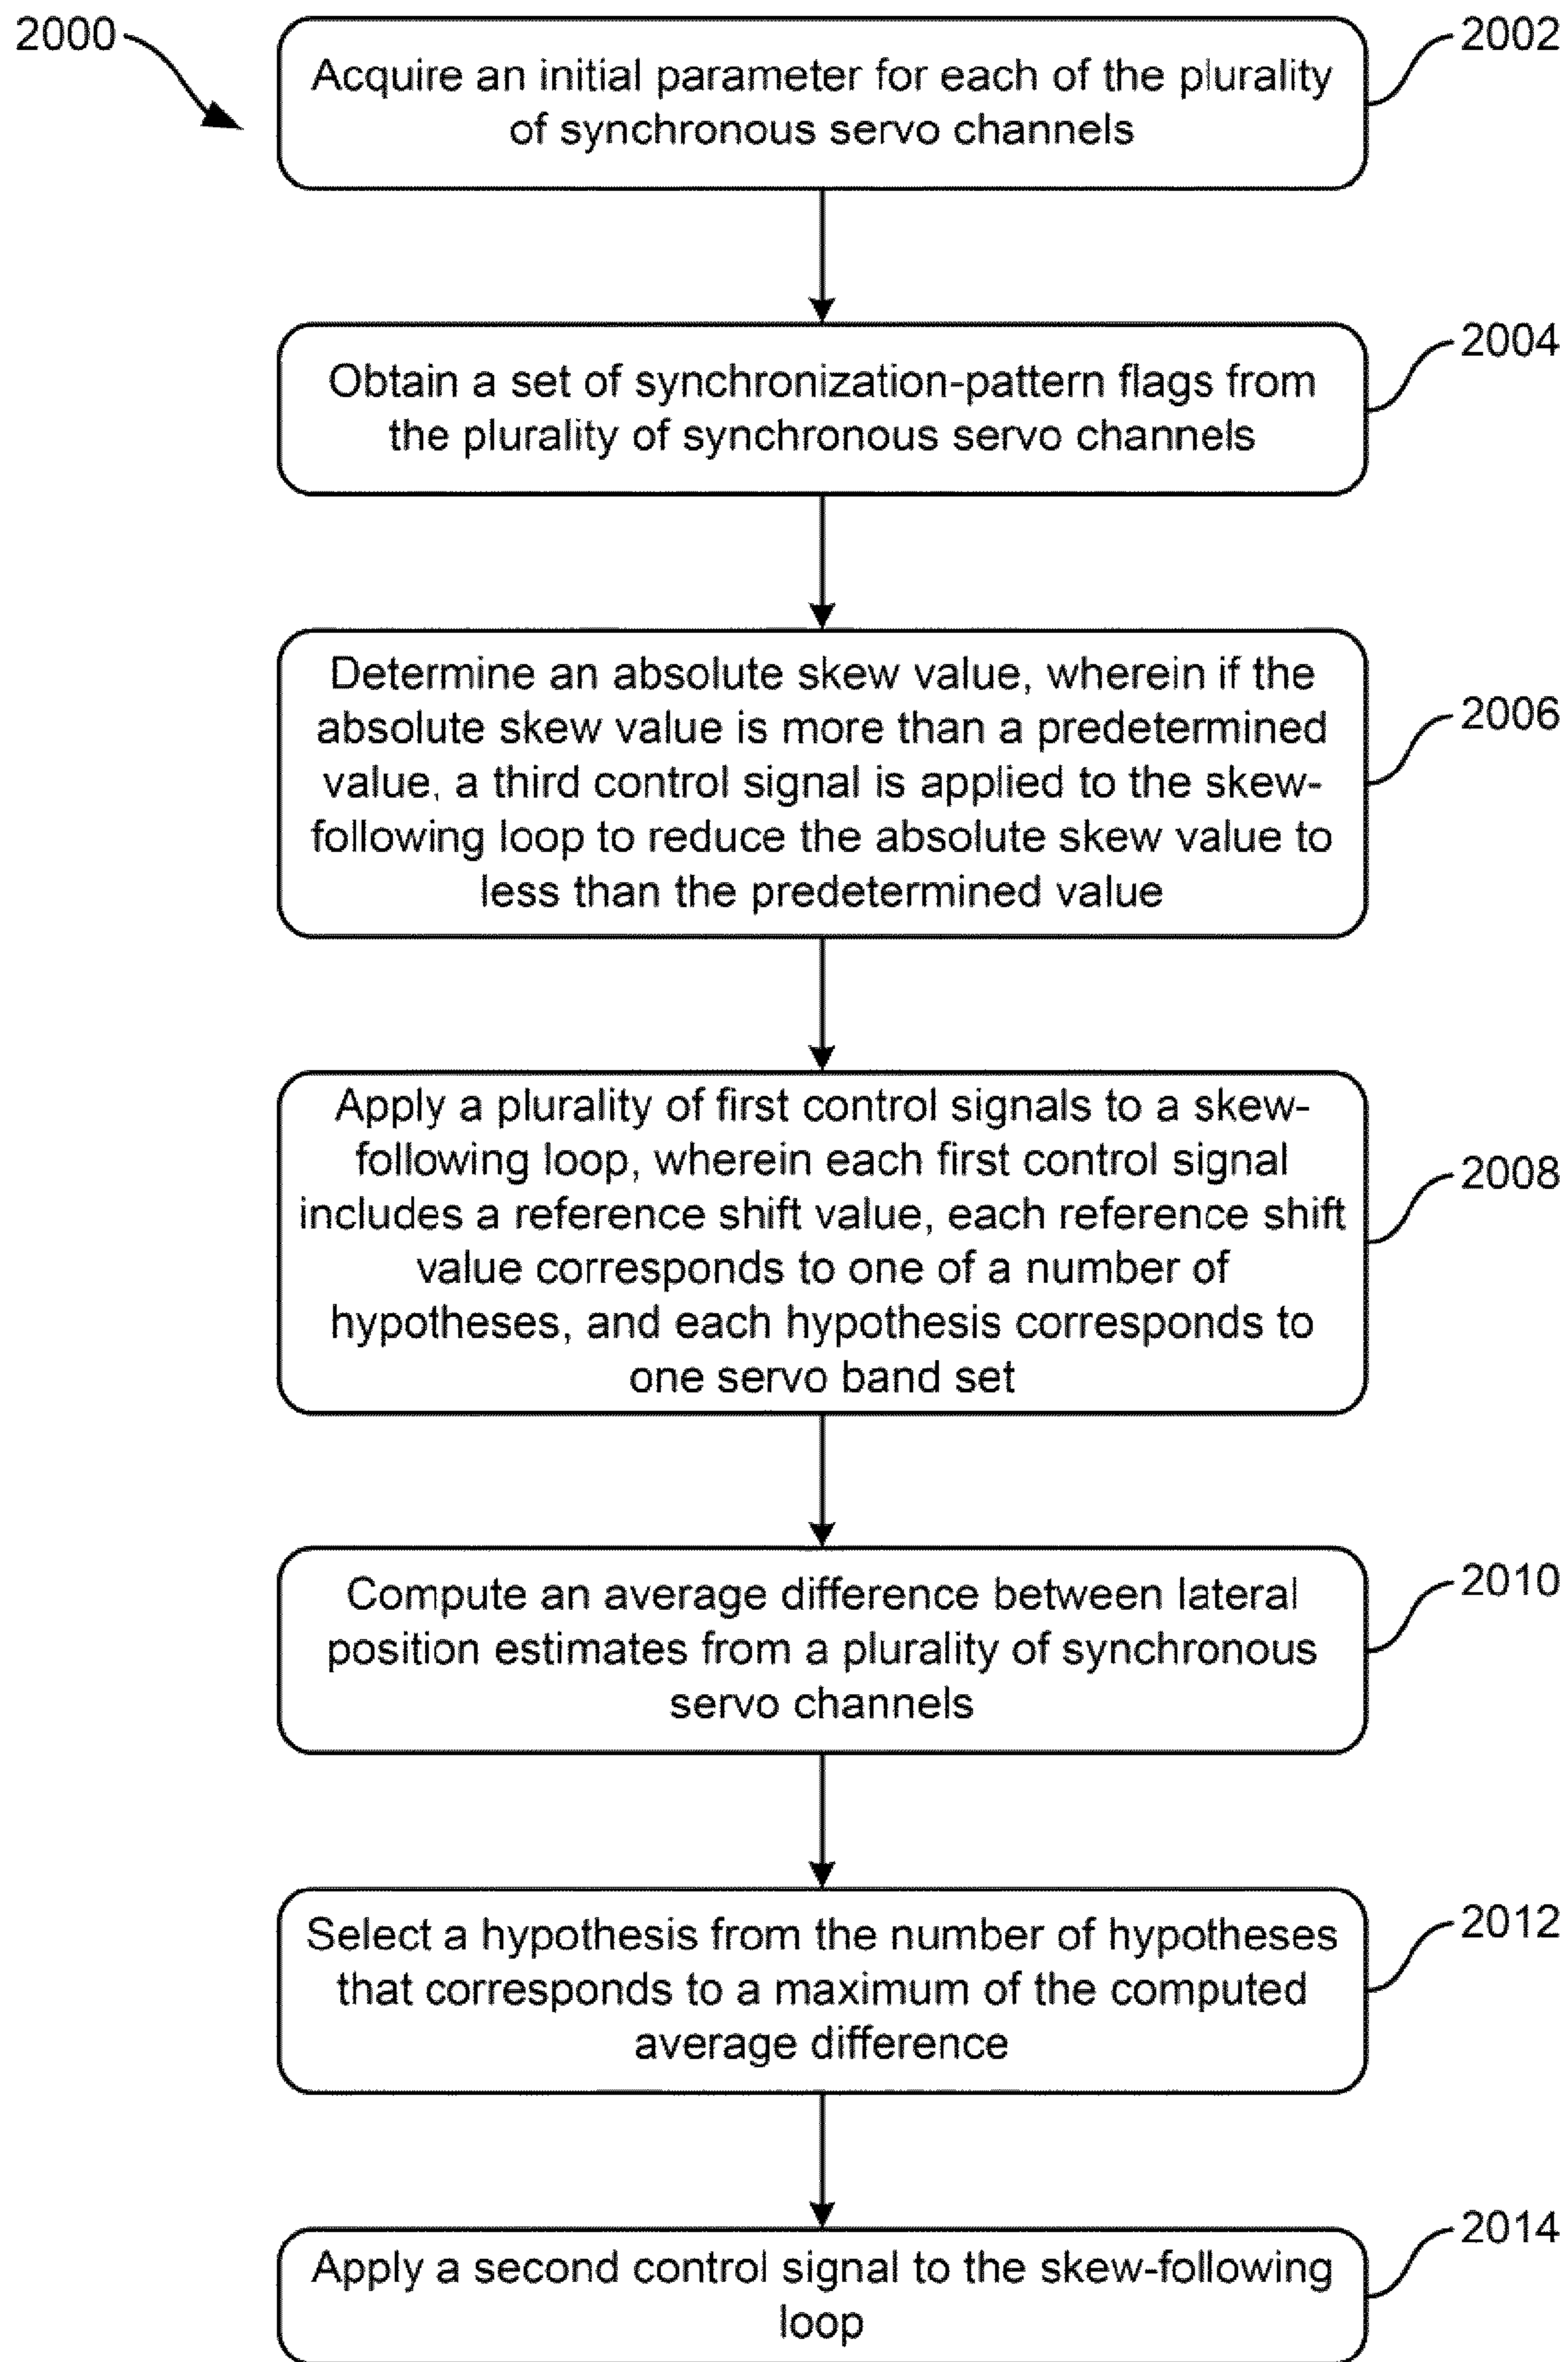 2000
2002
Acquire an initial parameter for each of the plurality
of synchronous servo channels
2004
Obtain a set of synchronization-pattern flags from
the plurality of synchronous servo channels
2006
Determine an absolute skew value, wherein if the
absolute skew value is more than a predetermined
value, a third control signal is applied to the skew-
following loop to reduce the absolute skew value to
less than the predetermined value
2008
Apply a plurality of first control signals to a skew-
following loop, wherein each first control signal
includes a reference shift value, each reference shift
value corresponds to one of a number of
hypotheses, and each hypothesis corresponds to
one servo band set
2010
Compute an average difference between lateral
position estimates from a plurality of synchronous
servo channels
2012
Select a hypothesis from the number of hypotheses
that corresponds to a maximum of the computed
average difference
2014
Apply a second control signal to the skew-following
loop